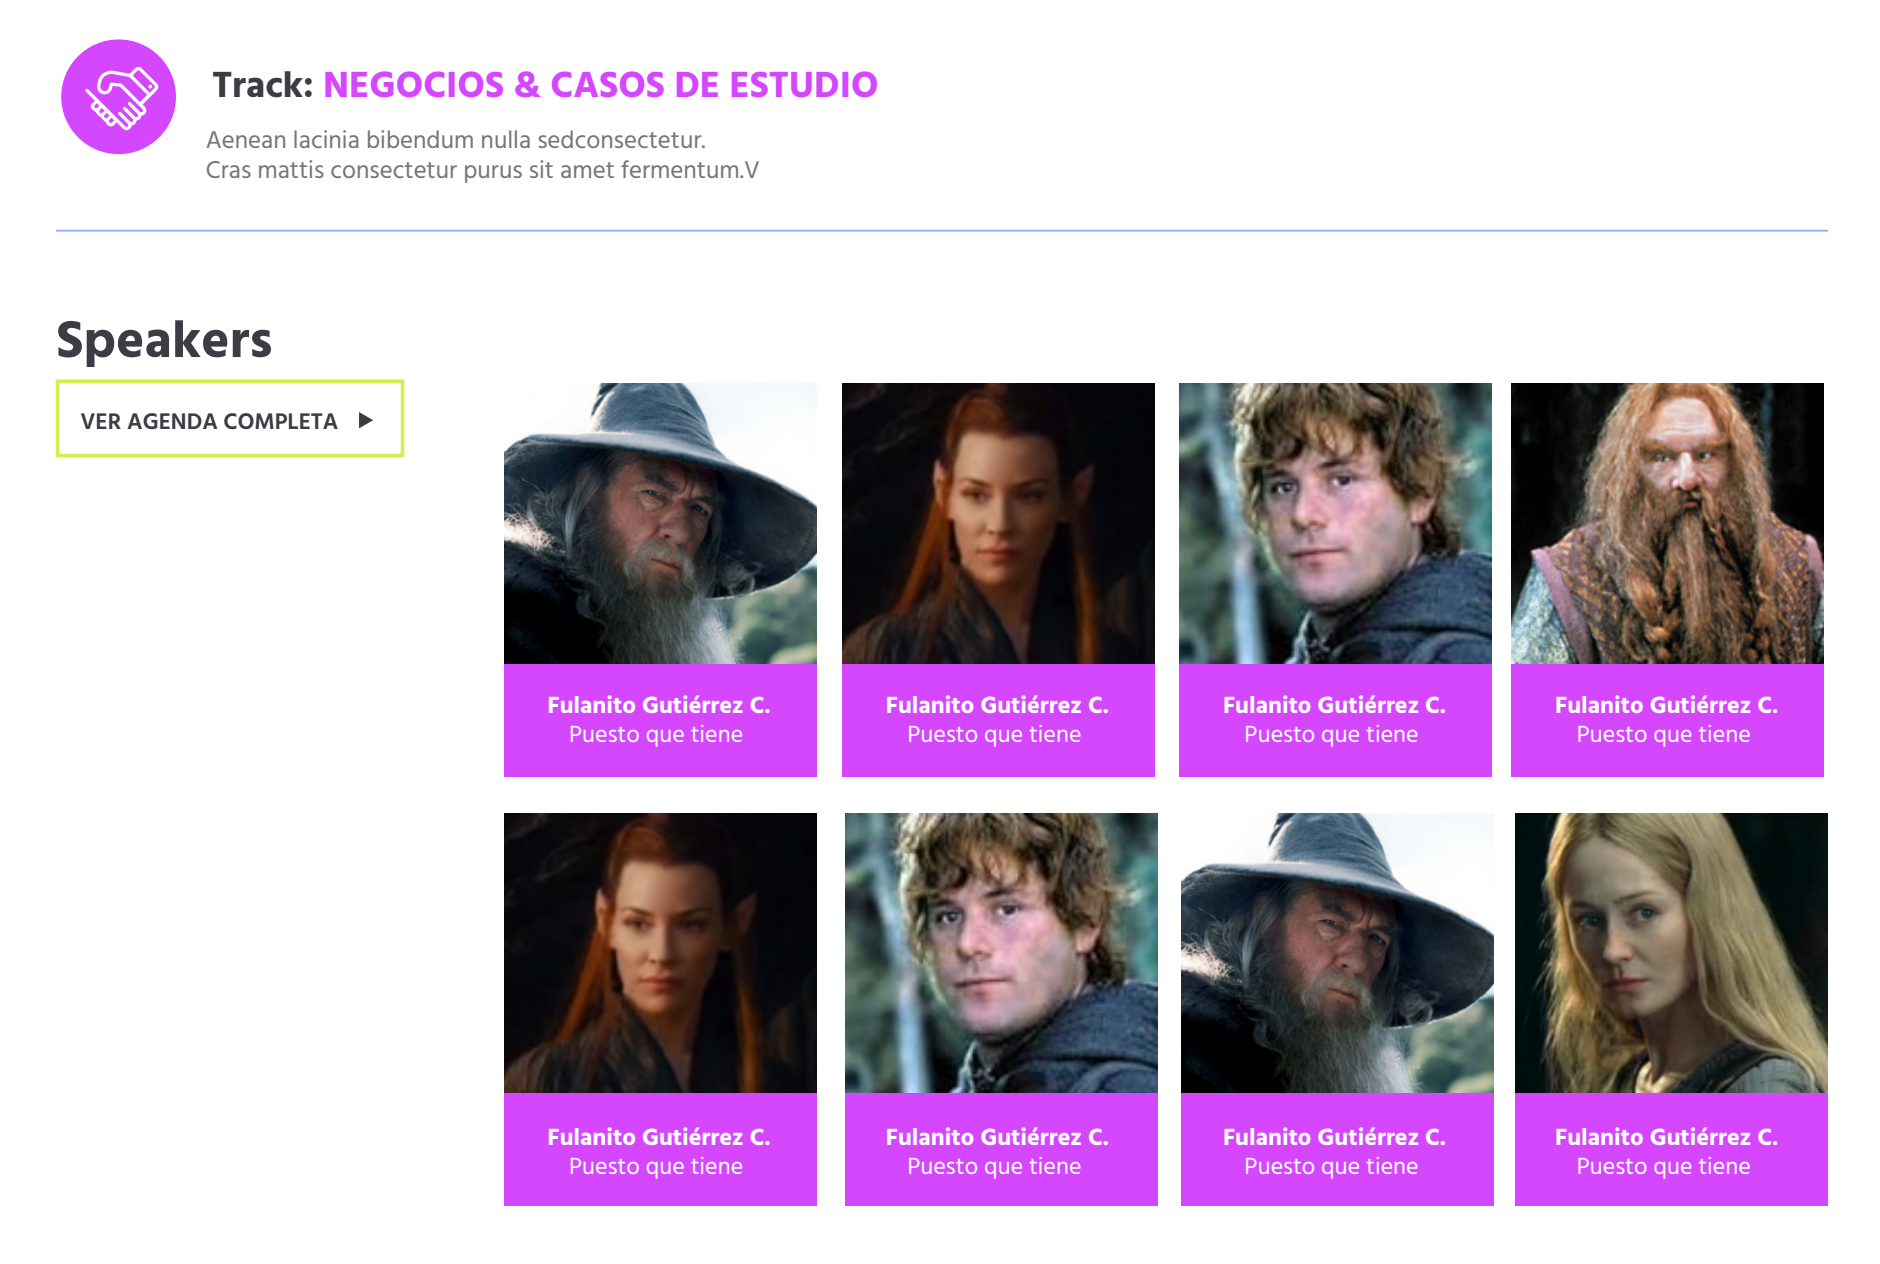 Track: NEGOCIOS & CASOS DE ESTUDIO
Aenean lacinia bibendum nulla sedconsectetur.
Cras mattis consectetur purus sit amet fermentum.V
Speakers
VER AGENDA COMPLETA
Fulanito Gutiérrez C.
Puesto que tiene
Fulanito Gutiérrez C.
Puesto que tiene
Fulanito Gutiérrez C.
Puesto que tiene
Fulanito Gutiérrez C.
Puesto que tiene
Fulanito Gutiérrez C.
Puesto que tiene
Fulanito Gutiérrez C.
Puesto que tiene
Fulanito Gutiérrez C.
Puesto que tiene
Fulanito Gutiérrez C.
Puesto que tiene